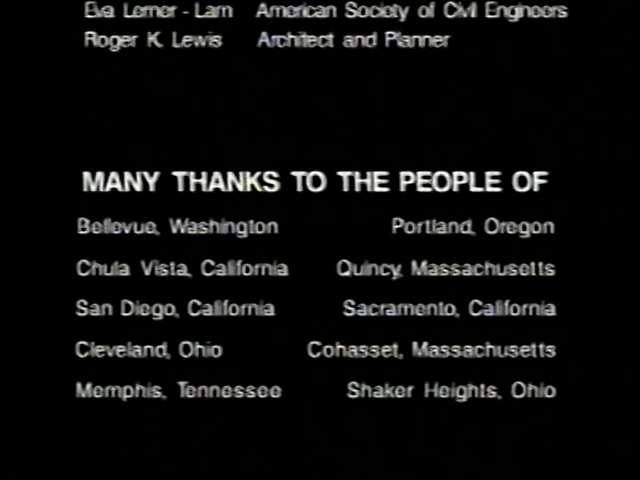 Eva Lerner - Lam American Society of Civil Engineers
Roger K. Lewis Architect and Planner
MANY THANKS TO THE PEOPLE OF
Bellevue, Washington Portland, Oregon
Chula Vista, California Quincy, Massachusetts
San Diego, California Sacramento, California
Cleveland, Ohio Cohasset, Massachusetts
Memphis, Tennessee Shaker Heights, Ohio